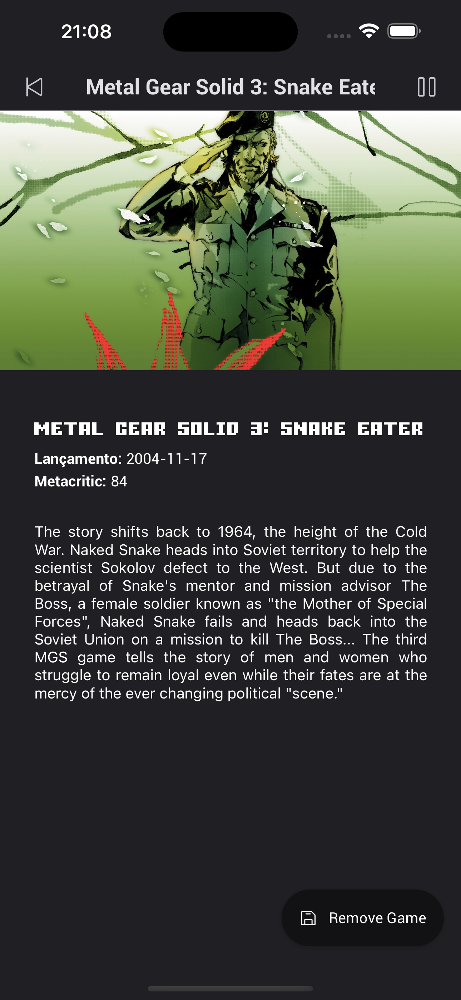 21:08
Metal Gear Solid 3: Snake Eate
FOX
METAL GEAR SOLID 3: SNAKE EATER
Lançamento: 2004-11-17
Metacritic: 84
The story shifts back to 1964, the height of the Cold
War. Naked Snake heads into Soviet territory to help the
scientist Sokolov defect to the West. But due to the
betrayal of Snake's mentor and mission advisor The
Boss, a female soldier known as "the Mother of Special
Forces", Naked Snake fails and heads back into the
Soviet Union on a mission to kill The Boss... The third
MGS game tells the story of men and women who
struggle to remain loyal even while their fates are at the
mercy of the ever changing political "scene."
Remove Game